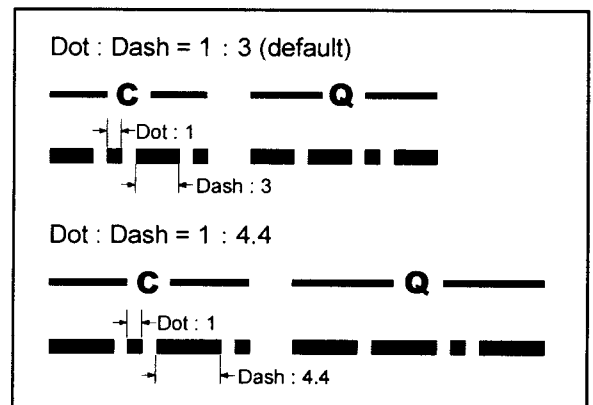 Dot : Dash = 1 : 3 (default)
C Q
Dot : 1
Dash : 3
Dot : Dash = 1 : 4.4
C Q
Dot : 1
Dash : 4.4